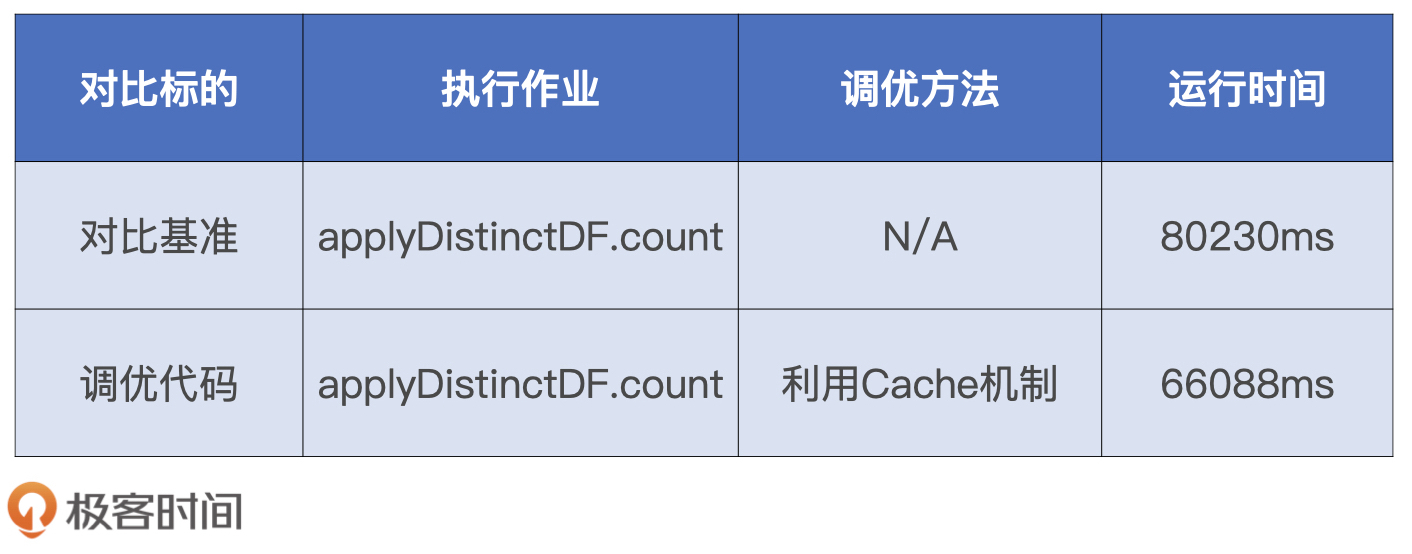 对比标的 执行作业 调优方法 运行时间
对比基准 applyDistinctDF.count N/A 80230ms
调优代码 applyDistinctDF.count 利用Cache机制 66088ms
极客时间